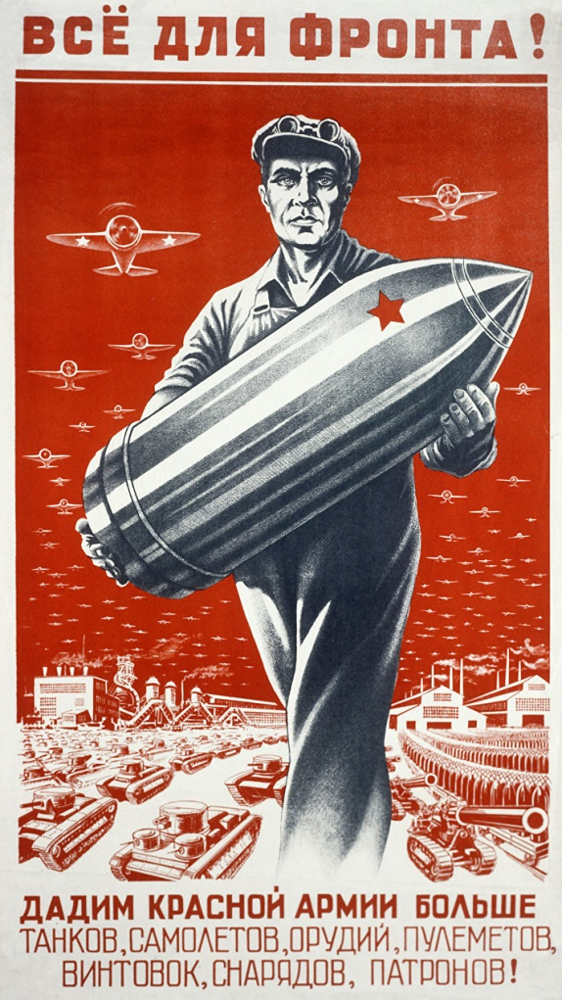 ВСЁ ДЛЯ ФРОНТА!
ДАДИМ КРАСНОЙ АРМИИ БОЛЬШЕ
ТАНКОВ, САМОЛЕТОВ, ОРУДИЙ, ПУЛЕМЕТОВ,
ВИНТОВОК, СНАРЯДОВ, ПАТРОНОВ!